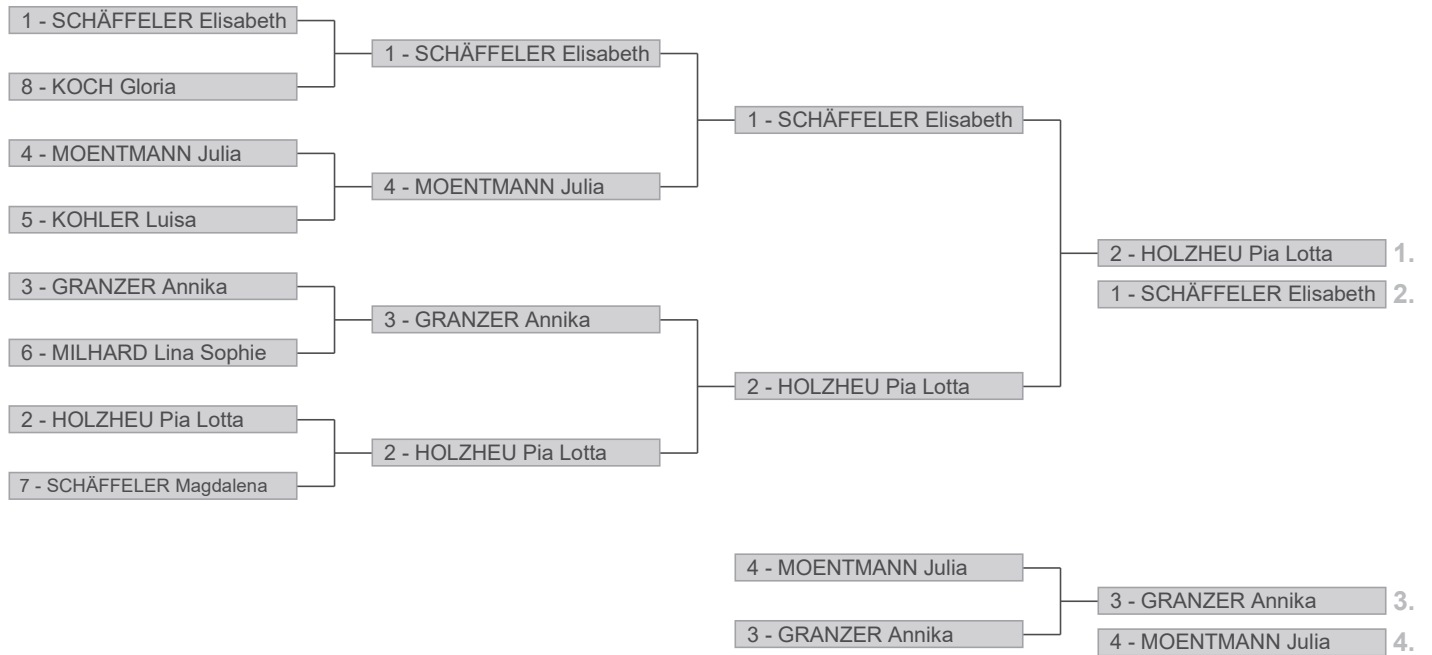 1 - SCHÄFFELER Elisabeth
8 - KOCH Gloria
4 - MOENTMANN Julia
5 - KOHLER Luisa
3 - GRANZER Annika
6 - MILHARD Lina Sophie
2 - HOLZHEU Pia Lotta
7 - SCHÄFFELER Magdalena
1 - SCHÄFFELER Elisabeth
4 - MOENTMANN Julia
3 - GRANZER Annika
2 - HOLZHEU Pia Lotta
1 - SCHÄFFELER Elisabeth
2 - HOLZHEU Pia Lotta
2 - HOLZHEU Pia Lotta 1.
1 - SCHÄFFELER Elisabeth 2.
4 - MOENTMANN Julia
3 - GRANZER Annika
3 - GRANZER Annika 3.
4 - MOENTMANN Julia 4.